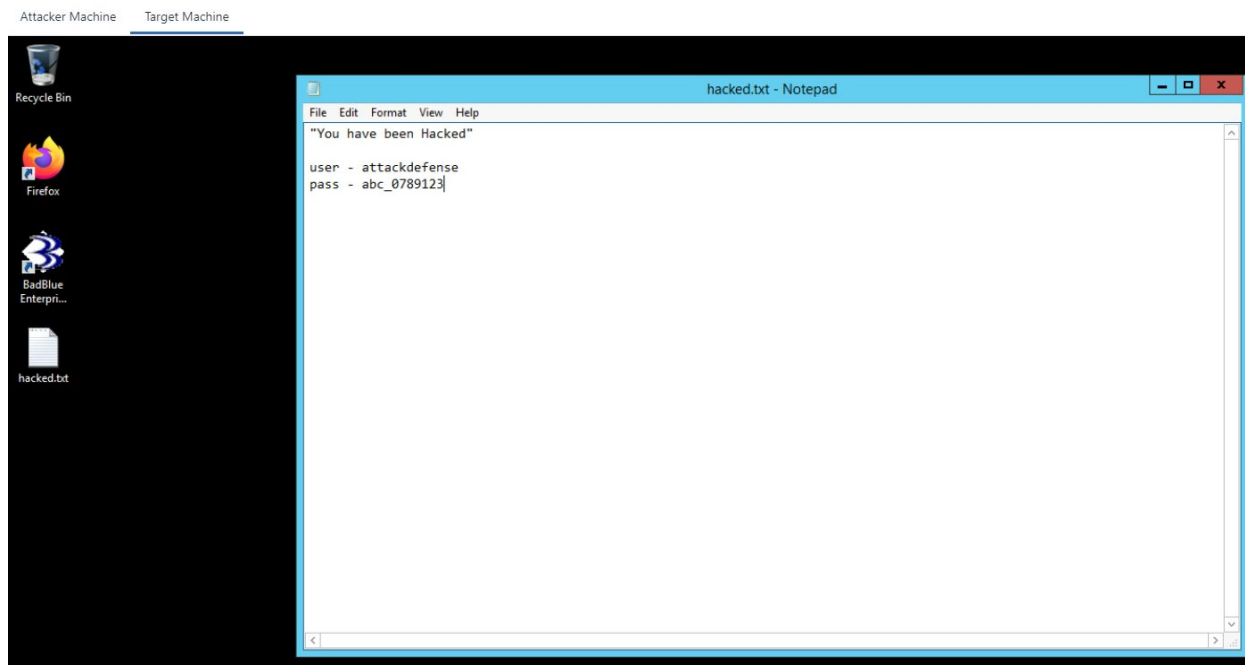 Attacker Machine Target Machine
Recycle Bin
Firefox
BadBlue
Enterpri...
hacked.txt
hacked.txt - Notepad
File Edit Format View Help
"You have been Hacked"
user - attackdefense
pass - abc_0789123